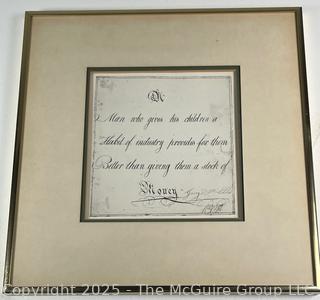 A
Man who gives his children a
Habit of industry provides for them
Better than giving them a stock of
Money
Copyright 2025 - The McGuire Group LLC